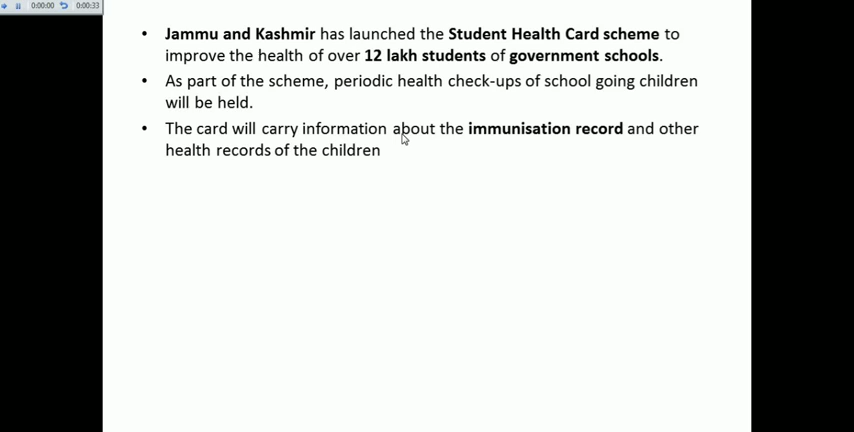 0:00:00 0:00:33
• Jammu and Kashmir has launched the Student Health Card scheme to
improve the health of over 12 lakh students of government schools.
• As part of the scheme, periodic health check-ups of school going children
will be held.
• The card will carry information about the immunisation record and other
health records of the children